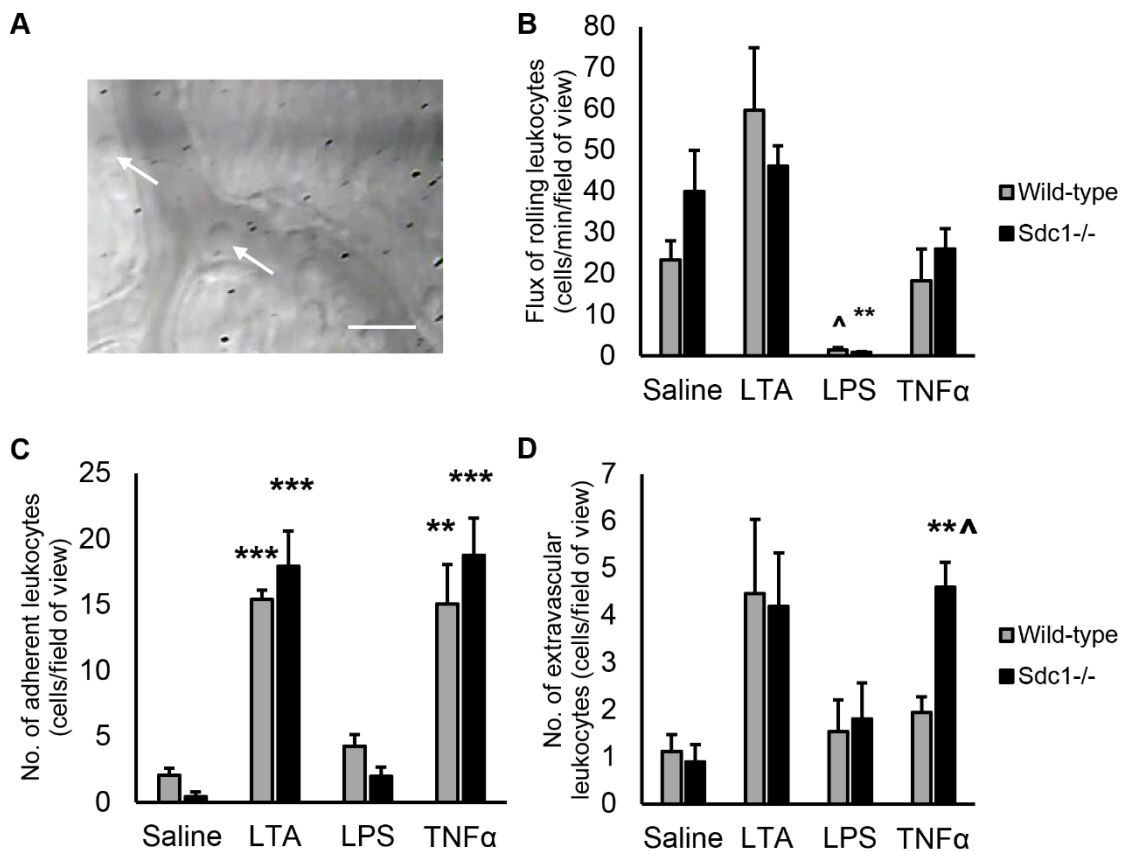 A
B
Flux of rolling leukocytes
(cells/min/field of view)
80
70
60
50
40
30
20
10
0
^
**
Saline
LTA
LPS
TNFα
Wild-type
Sdc1-/-
C
No. of adherent leukocytes
(cells/field of view)
25
20
15
10
5
0
***
***
**
***
Saline
LTA
LPS
TNFα
D
No. of extravascular
leukocytes (cells/field of view)
7
6
5
4
3
2
1
0
**^
Saline
LTA
LPS
TNFα
Wild-type
Sdc1-/-